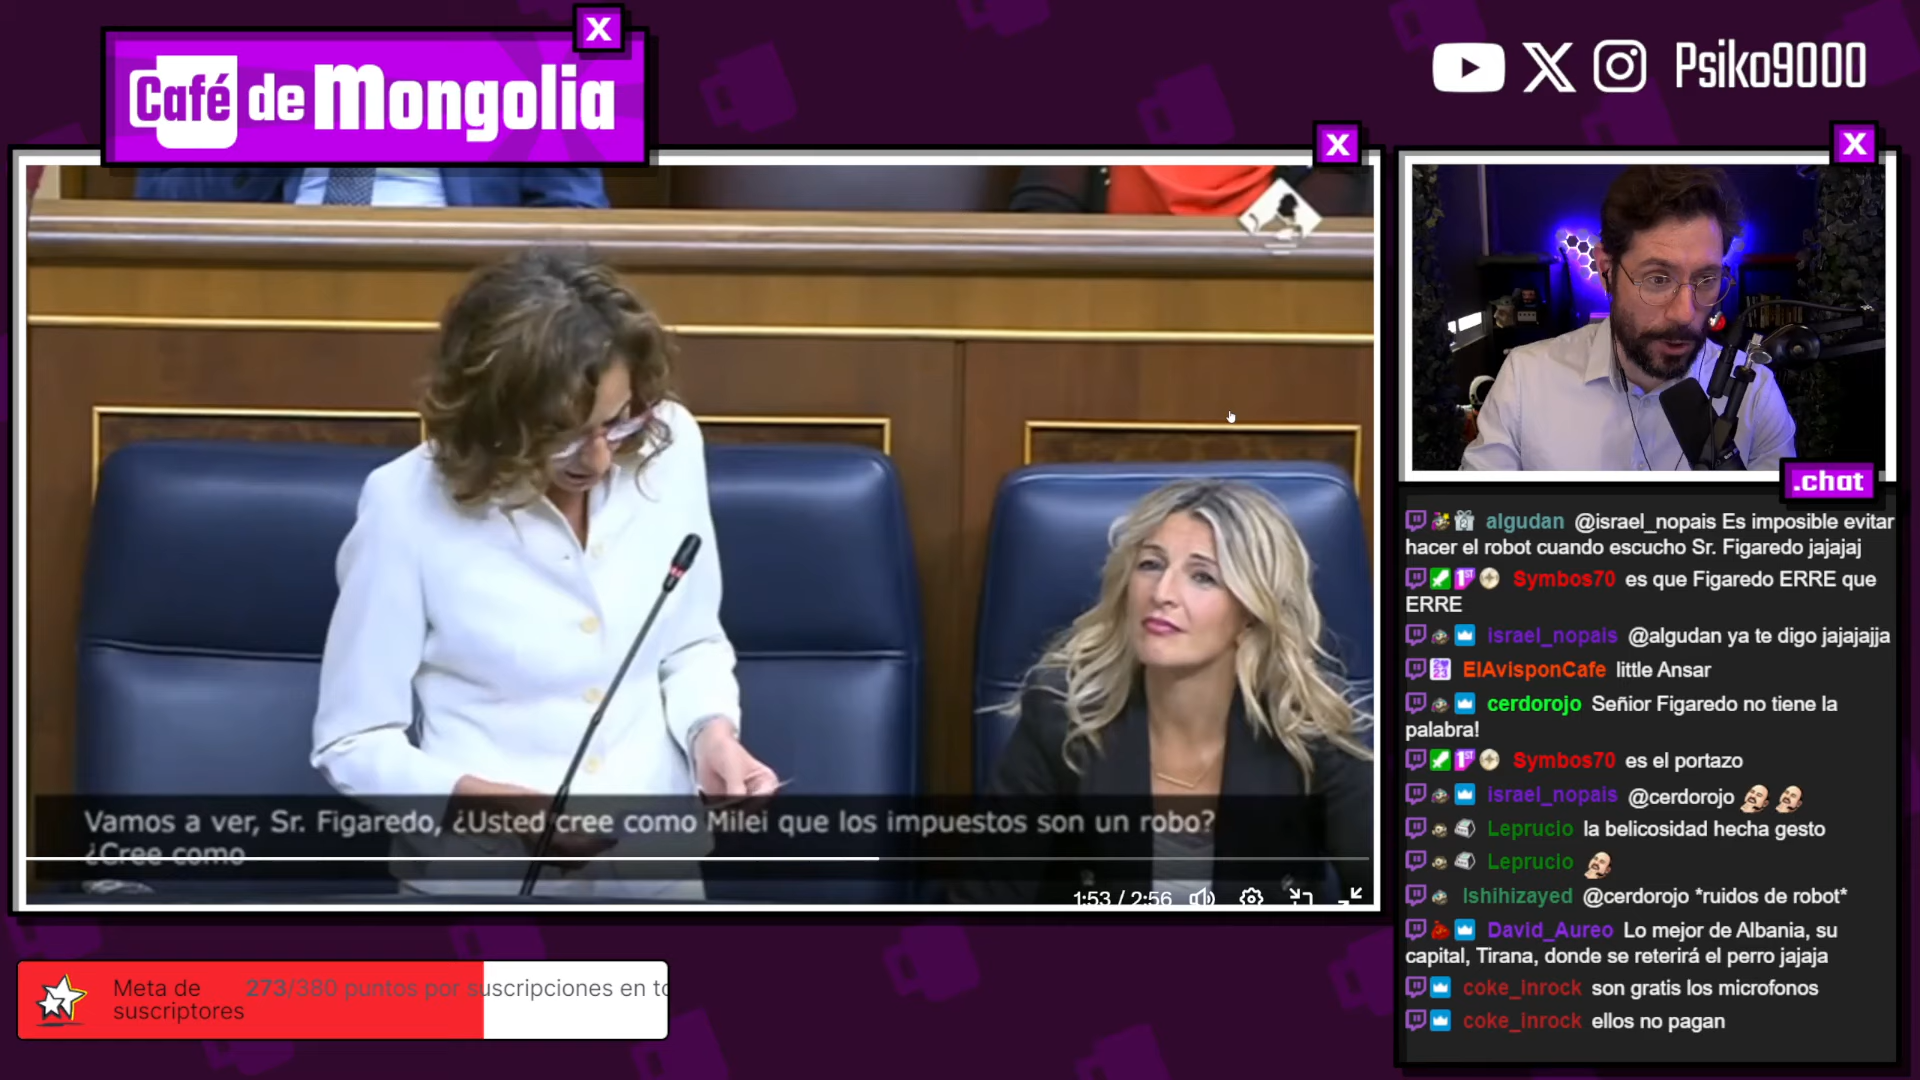 X
Café de Mongolia
Psiko9000
X
X
Vamos a ver, Sr. Figaredo, ¿Usted cree como Milei que los impuestos son un robo?
¿Cree como
1:53 / 2:56
Meta de
suscriptores
273/380 puntos por suscripciones en to
.chat
algudan @israel_nopais Es imposible evitar
hacer el robot cuando escucho Sr. Figaredo jajajaj
1ST Symbos70 es que Figaredo ERRE que
ERRE
israel_nopais @algudan ya te digo jajajajja
ElAvisponCafe little Ansar
cerdorojo Señior Figaredo no tiene la
palabra!
1ST Symbos70 es el portazo
israel_nopais @cerdorojo
Leprucio la belicosidad hecha gesto
Leprucio
Ishihizayed @cerdorojo *ruidos de robot*
David_Aureo Lo mejor de Albania, su
capital, Tirana, donde se reterirá el perro jajaja
coke_inrock son gratis los microfonos
coke_inrock ellos no pagan